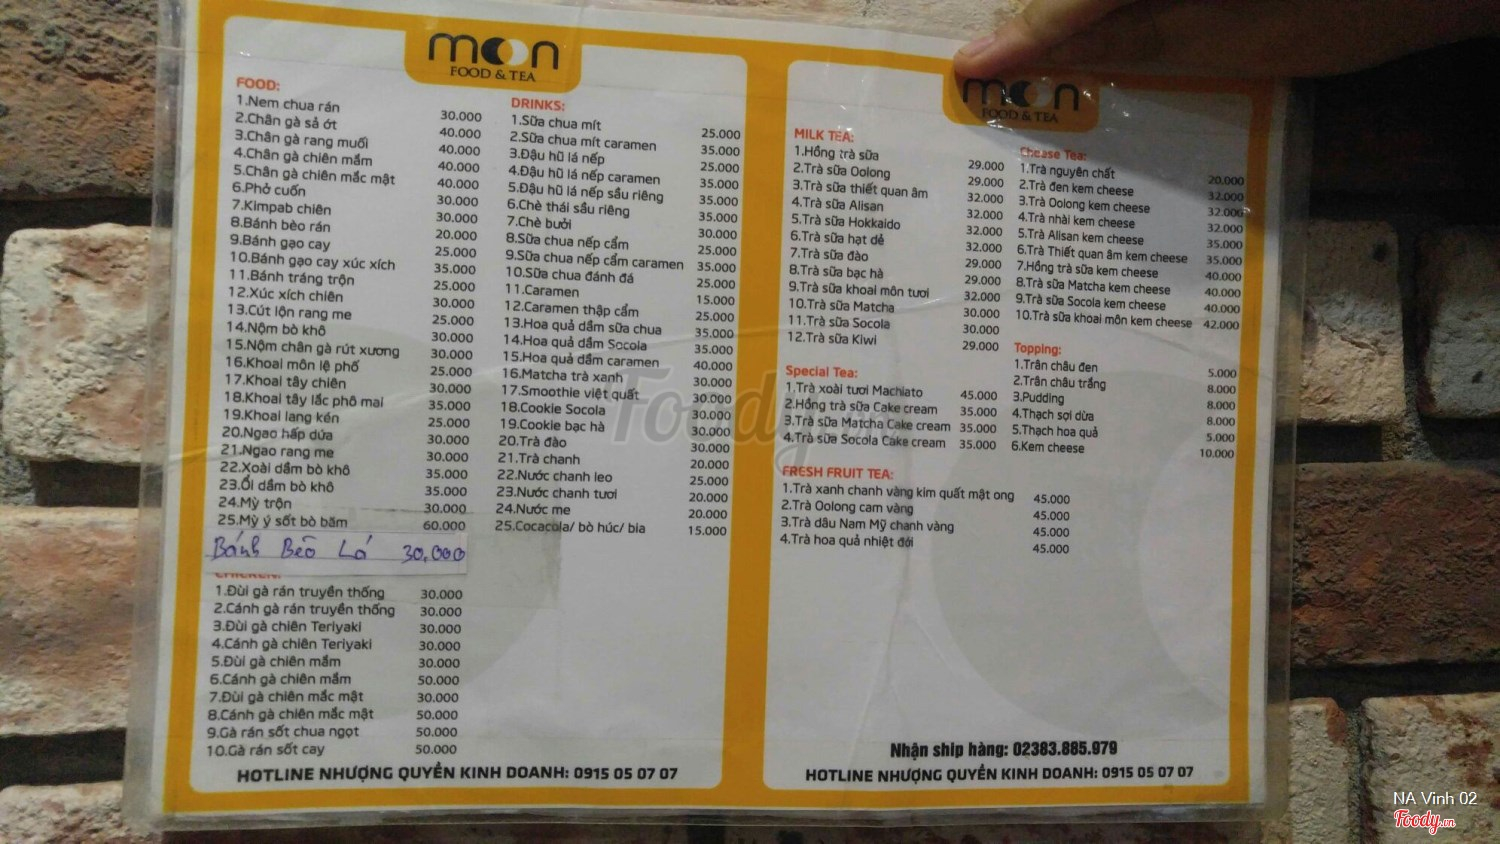 moon
FOOD & TEA
FOOD:
1.Nem chua rán 30.000
2.Chân gà sả ớt 40.000
3.Chân gà rang muối 40.000
4.Chân gà chiên mắm 40.000
5.Chân gà chiên mắc mật 40.000
6.Phở cuốn 30.000
7.Kimpab chiên 30.000
8.Bánh bèo rán 20.000
9.Bánh gạo cay 25.000
10.Bánh gạo cay xúc xích 35.000
11.Bánh tráng trộn 25.000
12.Xúc xích chiên 30.000
13.Cút lộn rang me 25.000
14.Nộm bò khô 30.000
15.Nộm chân gà rút xương 30.000
16.Khoai môn lệ phố 25.000
17.Khoai tây chiên 30.000
18.Khoai tây lắc phô mai 35.000
19.Khoai lang kén 25.000
20.Ngao hấp dứa 30.000
21.Ngao rang me 30.000
22.Xoài dầm bò khô 35.000
23.Ổi dầm bò khô 35.000
24.Mỳ trộn 30.000
25.Mỳ ý sốt bò băm 60.000
Bánh Bèo Lá 30.000
CHICKEN:
1.Đùi gà rán truyền thống 30.000
2.Cánh gà rán truyền thống 30.000
3.Đùi gà chiên Teriyaki 30.000
4.Cánh gà chiên Teriyaki 30.000
5.Đùi gà chiên mắm 30.000
6.Cánh gà chiên mắm 50.000
7.Đùi gà chiên mắc mật 30.000
8.Cánh gà chiên mắc mật 50.000
9.Gà rán sốt chua ngọt 50.000
10.Gà rán sốt cay 50.000
DRINKS:
1.Sữa chua mít 25.000
2.Sữa chua mít caramen 35.000
3.Đậu hũ lá nếp 25.000
4.Đậu hũ lá nếp caramen 35.000
5.Đậu hũ lá nếp sầu riêng 35.000
6.Chè thái sầu riêng 35.000
7.Chè bưởi 30.000
8.Sữa chua nếp cẩm 25.000
9.Sữa chua nếp cẩm caramen 35.000
10.Sữa chua đánh đá 25.000
11.Caramen 15.000
12.Caramen thập cẩm 25.000
13.Hoa quả dầm sữa chua 35.000
14.Hoa quả dầm Socola 35.000
15.Hoa quả dầm caramen 40.000
16.Matcha trà xanh 30.000
17.Smoothie việt quất 30.000
18.Cookie Socola 30.000
19.Cookie bạc hà 30.000
20.Trà đào 30.000
21.Trà chanh 20.000
22.Nước chanh leo 25.000
23.Nước chanh tươi 20.000
24.Nước me 20.000
25.Cocacola/ bò húc/ bia 15.000
HOTLINE NHƯỢNG QUYỀN KINH DOANH: 0915 05 07 07
moon
FOOD & TEA
MILK TEA:
1.Hồng trà sữa 29.000
2.Trà sữa Oolong 29.000
3.Trà sữa thiết quan âm 32.000
4.Trà sữa Alisan 32.000
5.Trà sữa Hokkaido 32.000
6.Trà sữa hạt dẻ 32.000
7.Trà sữa đào 29.000
8.Trà sữa bạc hà 29.000
9.Trà sữa khoai môn tươi 32.000
10.Trà sữa Matcha 30.000
11.Trà sữa Socola 30.000
12.Trà sữa Kiwi 29.000
Special Tea:
1.Trà xoài tươi Machiato 45.000
2.Hồng trà sữa Cake cream 35.000
3.Trà sữa Matcha Cake cream 35.000
4.Trà sữa Socola Cake cream 35.000
FRESH FRUIT TEA:
1.Trà xanh chanh vàng kim quất mật ong 45.000
2.Trà Oolong cam vàng 45.000
3.Trà dâu Nam Mỹ chanh vàng 45.000
4.Trà hoa quả nhiệt đới 45.000
Cheese Tea:
1.Trà nguyên chất 20.000
2.Trà đen kem cheese 32.000
3.Trà Oolong kem cheese 32.000
4.Trà nhài kem cheese 32.000
5.Trà Alisan kem cheese 35.000
6.Trà Thiết quan âm kem cheese 35.000
7.Hồng trà sữa kem cheese 40.000
8.Trà sữa Matcha kem cheese 40.000
9.Trà sữa Socola kem cheese 40.000
10.Trà sữa khoai môn kem cheese 42.000
Topping:
1.Trân châu đen 5.000
2.Trân châu trắng 8.000
3.Pudding 8.000
4.Thạch sợi dừa 8.000
5.Thạch hoa quả 5.000
6.Kem cheese 10.000
Nhận ship hàng: 02383.885.979
HOTLINE NHƯỢNG QUYỀN KINH DOANH: 0915 05 07 07
Foody.vn
NA Vinh 02
Foody.vn